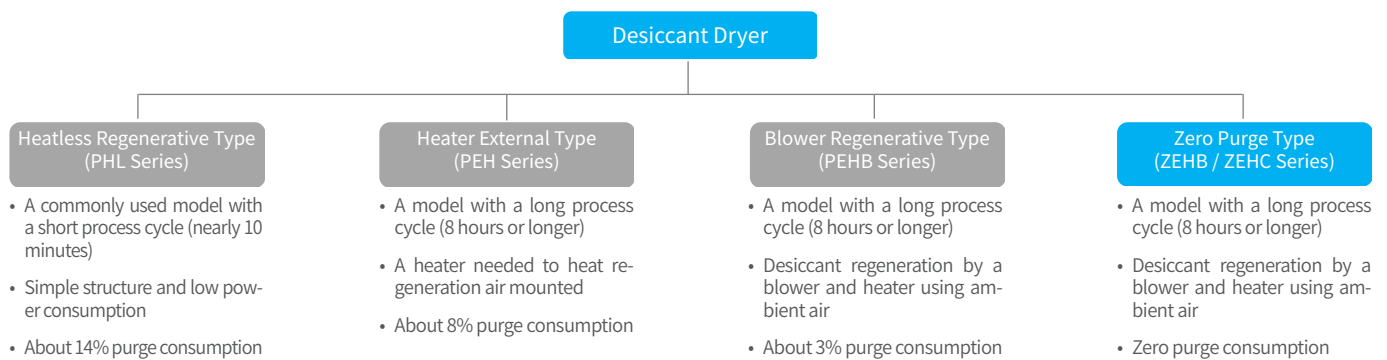 Desiccant Dryer
Heatless Regenerative Type
(PHL Series)
• A commonly used model with
a short process cycle (nearly 10
minutes)
• Simple structure and low pow-
er consumption
• About 14% purge consumption
Heater External Type
(PEH Series)
• A model with a long process
cycle (8 hours or longer)
• A heater needed to heat re-
generation air mounted
• About 8% purge consumption
Blower Regenerative Type
(PEHB Series)
• A model with a long process
cycle (8 hours or longer)
• Desiccant regeneration by a
blower and heater using am-
bient air
• About 3% purge consumption
Zero Purge Type
(ZEHB / ZEHC Series)
• A model with a long process
cycle (8 hours or longer)
• Desiccant regeneration by a
blower and heater using am-
bient air
• Zero purge consumption